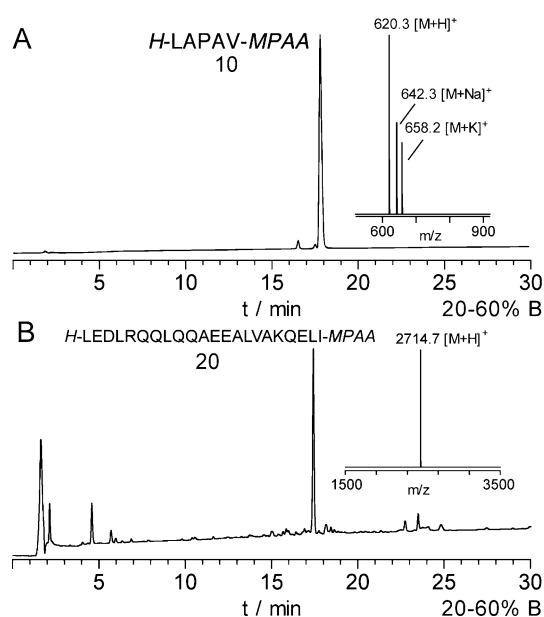 A
H-LAPAV-MPAA
10
620.3 [M+H]⁺
642.3 [M+Na]⁺
658.2 [M+K]⁺
600 900
m/z
5 10 15 20 25 30
t / min
20-60% B
B
H-LEDLRQQLQQAEEALVAKQELI-MPAA
20
2714.7 [M+H]⁺
1500 3500
m/z
5 10 15 20 25 30
t / min
20-60% B